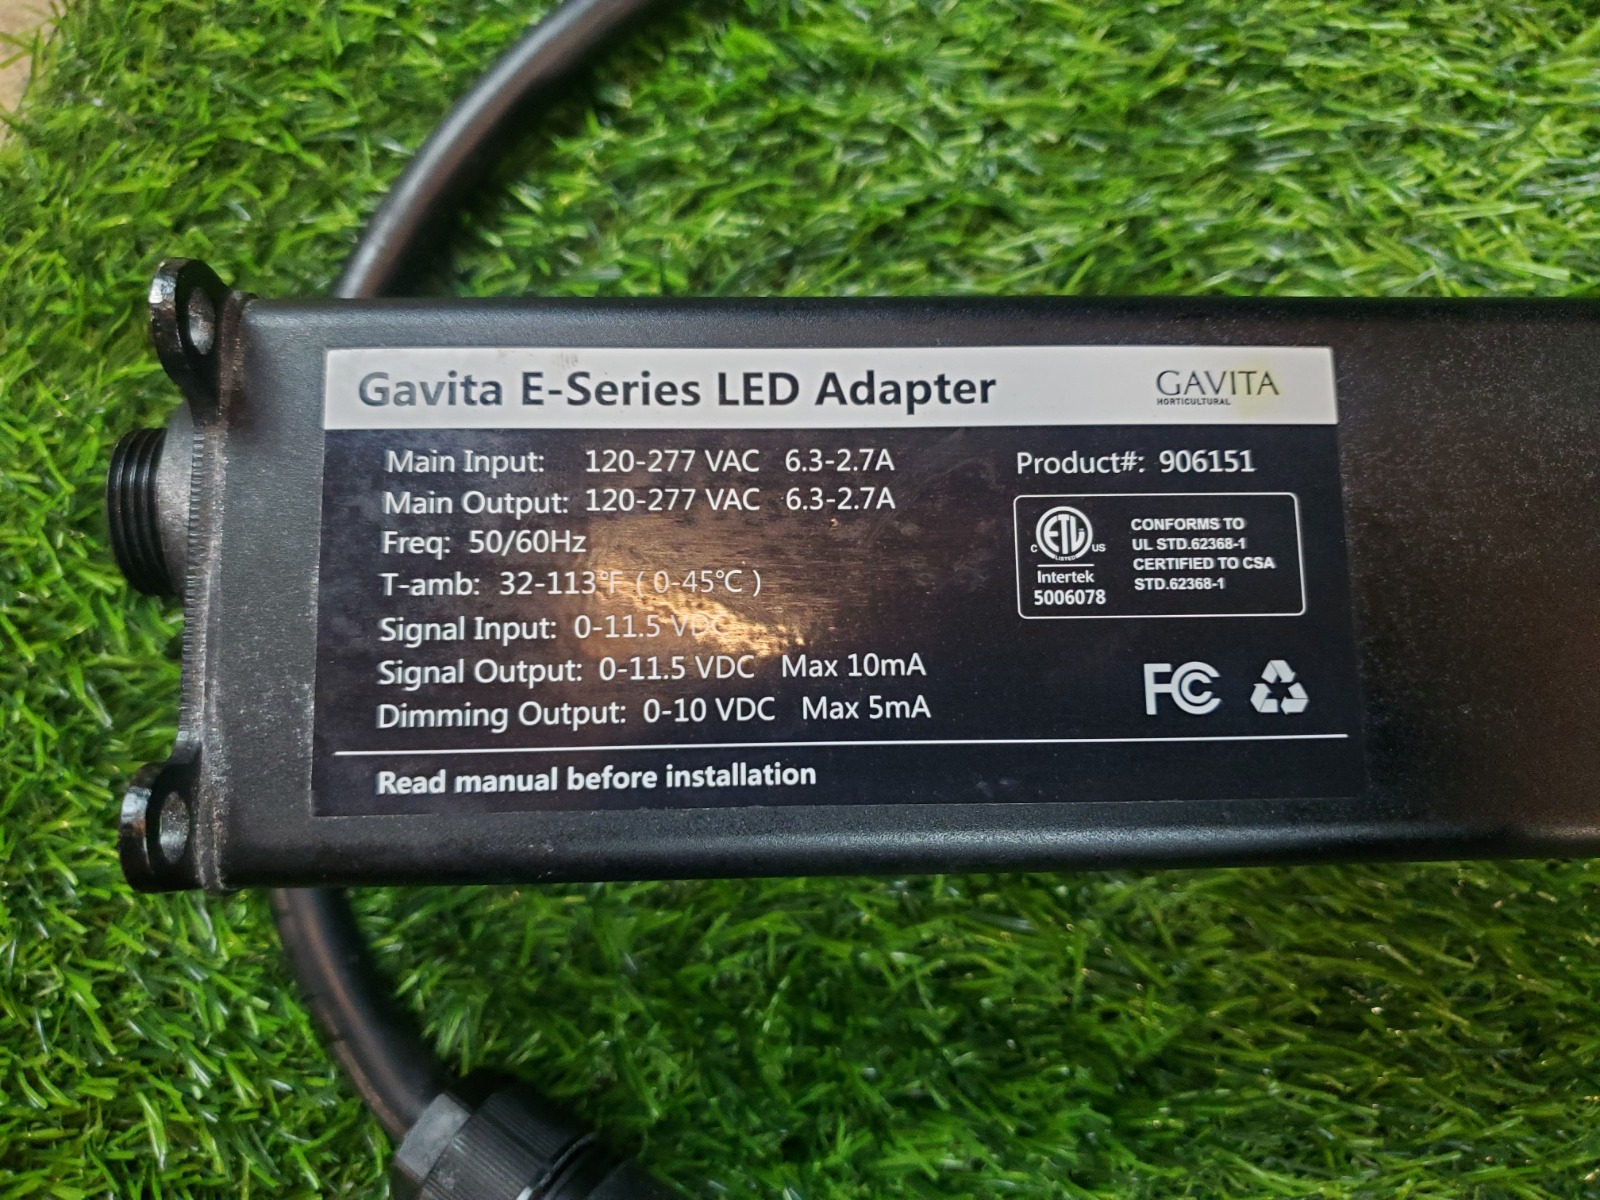 Gavita E-Series LED Adapter
GAVITA
HORTICULTURAL
Main Input: 120-277 VAC 6.3-2.7A
Main Output: 120-277 VAC 6.3-2.7A
Freq: 50/60Hz
T-amb: 32-113°F ( 0-45℃ )
Signal Input: 0-11.5 VDC
Signal Output: 0-11.5 VDC Max 10mA
Dimming Output: 0-10 VDC Max 5mA
Product#: 906151
C ETL US
LISTED
Intertek
5006078
CONFORMS TO
UL STD.62368-1
CERTIFIED TO CSA
STD.62368-1
FC
Read manual before installation